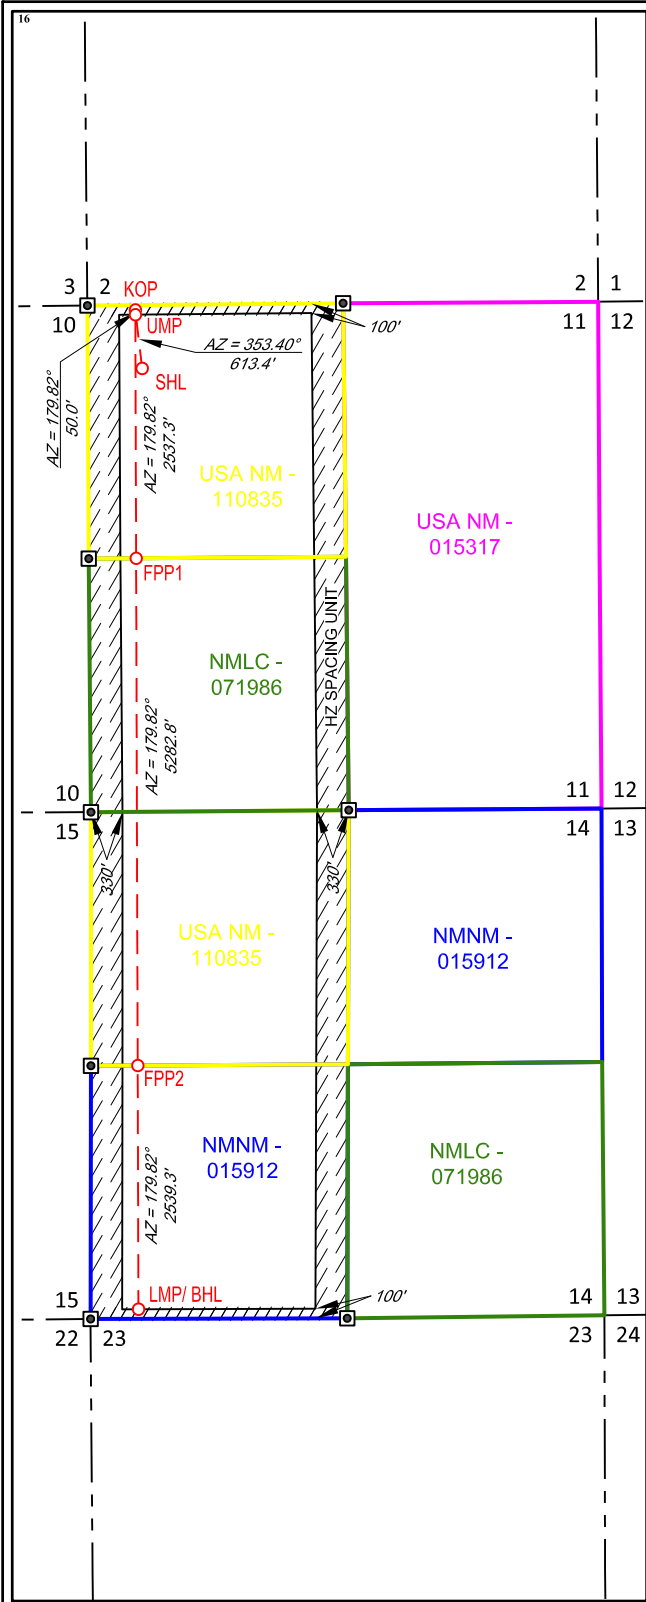 16
3 2
2 1
10
11 12
KOP
UMP
100'
AZ = 353.40°
613.4'
SHL
AZ = 179.82°
50.0'
AZ = 179.82°
2537.3'
USA NM -
110835
USA NM -
015317
FPP1
HZ SPACING UNIT
NMLC -
071986
AZ = 179.82°
5282.8'
10
11 12
15
14 13
330'
330'
USA NM -
110835
NMNM -
015912
FPP2
NMNM -
015912
NMLC -
071986
AZ = 179.82°
2539.3'
LMP/ BHL
100'
15
14 13
22 23
23 24